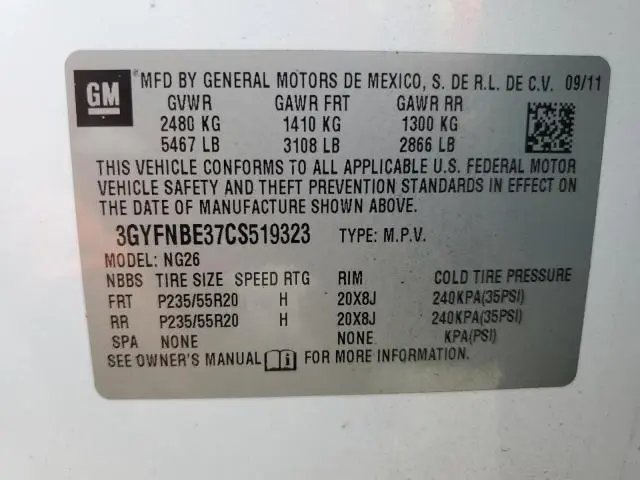 GM
MFD BY GENERAL MOTORS DE MEXICO, S. DE R.L. DE C.V. 09/11
GVWR GAWR FRT GAWR RR
2480 KG 1410 KG 1300 KG
5467 LB 3108 LB 2866 LB
THIS VEHICLE CONFORMS TO ALL APPLICABLE U.S. FEDERAL MOTOR
VEHICLE SAFETY AND THEFT PREVENTION STANDARDS IN EFFECT ON
THE DATE OF MANUFACTURE SHOWN ABOVE.
3GYFNBE37CS519323 TYPE: M.P.V.
MODEL: NG26
NBBS TIRE SIZE SPEED RTG RIM COLD TIRE PRESSURE
FRT P235/55R20 H 20X8J 240KPA(35PSI)
RR P235/55R20 H 20X8J 240KPA(35PSI)
SPA NONE NONE KPA(PSI)
SEE OWNER'S MANUAL FOR MORE INFORMATION.